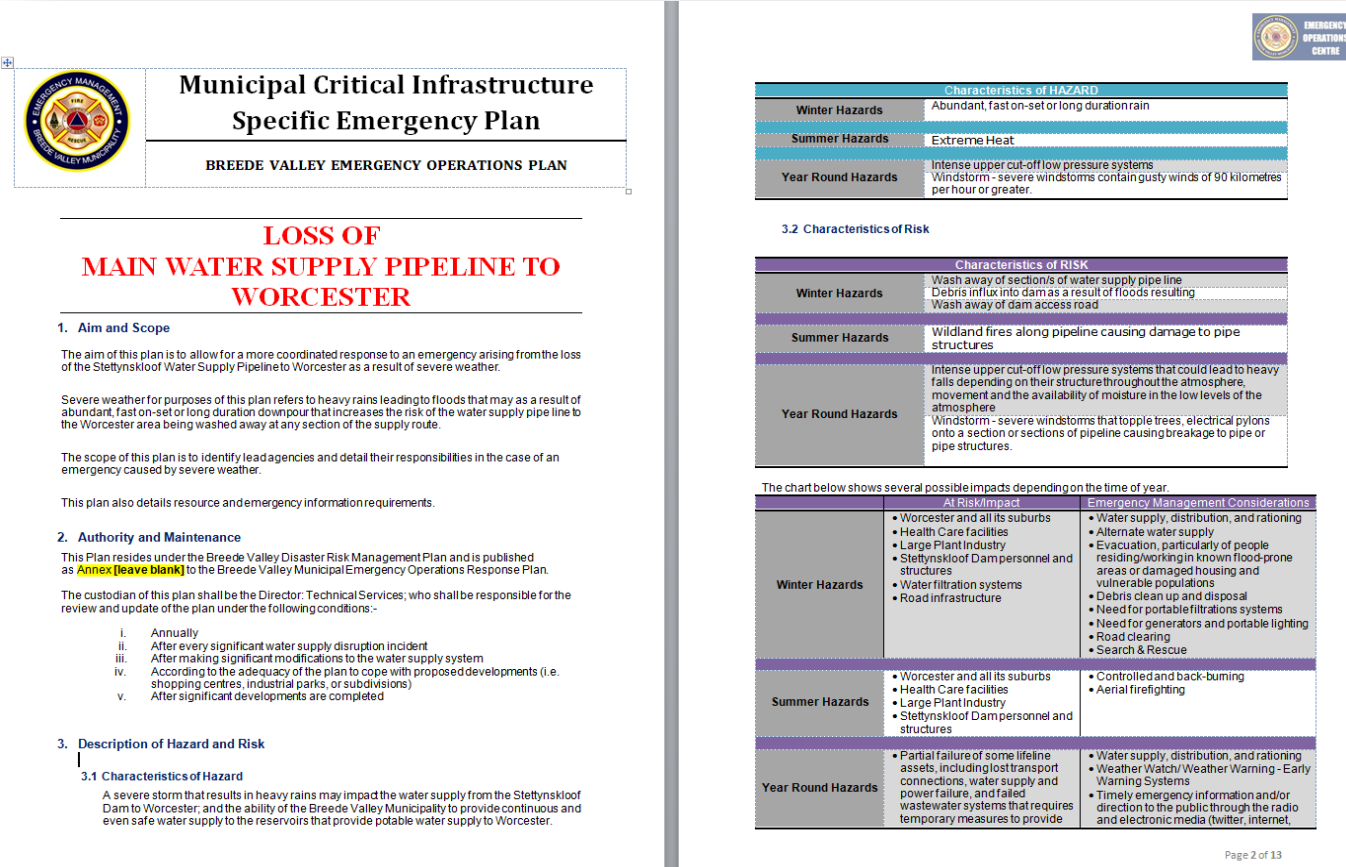 EMERGENCY MANAGEMENT
FIRE
RESCUE
BREEDE VALLEY MUNICIPALITY
Municipal Critical Infrastructure
Specific Emergency Plan
BREEDE VALLEY EMERGENCY OPERATIONS PLAN
LOSS OF
MAIN WATER SUPPLY PIPELINE TO
WORCESTER
1. Aim and Scope
The aim of this plan is to allow for a more coordinated response to an emergency arising from the loss
of the Stettynskloof Water Supply Pipeline to Worcester as a result of severe weather.
Severe weather for purposes of this plan refers to heavy rains leading to floods that may as a result of
abundant, fast on-set or long duration downpour that increases the risk of the water supply pipe line to
the Worcester area being washed away at any section of the supply route.
The scope of this plan is to identify lead agencies and detail their responsibilities in the case of an
emergency caused by severe weather.
This plan also details resource and emergency information requirements.
2. Authority and Maintenance
This Plan resides under the Breede Valley Disaster Risk Management Plan and is published
as Annex [leave blank] to the Breede Valley Municipal Emergency Operations Response Plan.
The custodian of this plan shall be the Director: Technical Services; who shall be responsible for the
review and update of the plan under the following conditions:-
i. Annually
ii. After every significant water supply disruption incident
iii. After making significant modifications to the water supply system
iv. According to the adequacy of the plan to cope with proposed developments (i.e.
shopping centres, industrial parks, or subdivisions)
v. After significant developments are completed
3. Description of Hazard and Risk
3.1 Characteristics of Hazard
A severe storm that results in heavy rains may impact the water supply from the Stettynskloof
Dam to Worcester; and the ability of the Breede Valley Municipality to provide continuous and
even safe water supply to the reservoirs that provide potable water supply to Worcester.
EMERGENCY
OPERATIONS
CENTRE
Characteristics of HAZARD
Winter Hazards
Abundant, fast on-set or long duration rain
Summer Hazards
Extreme Heat
Year Round Hazards
Intense upper cut-off low pressure systems
Windstorm - severe windstorms contain gusty winds of 90 kilometres
per hour or greater.
3.2 Characteristics of Risk
Characteristics of RISK
Winter Hazards
Wash away of section/s of water supply pipe line
Debris influx into dam as a result of floods resulting
Wash away of dam access road
Summer Hazards
Wildland fires along pipeline causing damage to pipe
structures
Year Round Hazards
Intense upper cut-off low pressure systems that could lead to heavy
falls depending on their structure throughout the atmosphere,
movement and the availability of moisture in the low levels of the
atmosphere
Windstorm - severe windstorms that topple trees, electrical pylons
onto a section or sections of pipeline causing breakage to pipe or
pipe structures.
The chart below shows several possible impacts depending on the time of year.
At Risk/Impact
Emergency Management Considerations
Winter Hazards
• Worcester and all its suburbs
• Health Care facilities
• Large Plant Industry
• Stettynskloof Dam personnel and
structures
• Water filtration systems
• Road infrastructure
• Water supply, distribution, and rationing
• Alternate water supply
• Evacuation, particularly of people
residing/working in known flood-prone
areas or damaged housing and
vulnerable populations
• Debris clean up and disposal
• Need for portable filtrations systems
• Need for generators and portable lighting
• Road clearing
• Search & Rescue
Summer Hazards
• Worcester and all its suburbs
• Health Care facilities
• Large Plant Industry
• Stettynskloof Dam personnel and
structures
• Controlled and back-burning
• Aerial firefighting
Year Round Hazards
• Partial failure of some lifeline
assets, including lost transport
connections, water supply and
power failure, and failed
wastewater systems that requires
temporary measures to provide
• Water supply, distribution, and rationing
• Weather Watch/ Weather Warning - Early
Warning Systems
• Timely emergency information and/or
direction to the public through the radio
and electronic media (twitter, internet,
Page 2 of 13